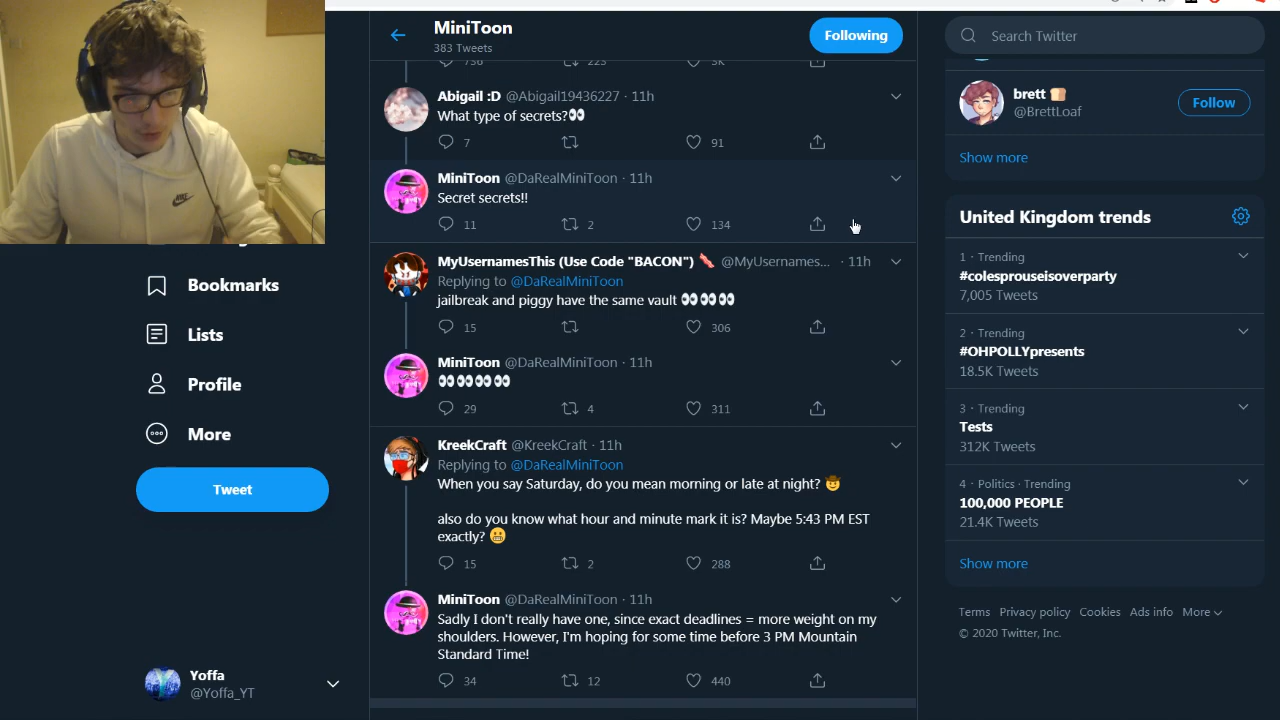 MiniToon
383 Tweets
Following
Search Twitter
223
3K
Abigail :D @Abigail19436227 · 11h
What type of secrets?👀
7 91
MiniToon @DaRealMiniToon · 11h
Secret secrets!!
11 2 134
MyUsernamesThis (Use Code "BACON") 🥓 @MyUsernames... · 11h
Replying to @DaRealMiniToon
jailbreak and piggy have the same vault 👀👀👀
15 306
MiniToon @DaRealMiniToon · 11h
👀👀👀👀
29 4 311
KreekCraft @KreekCraft · 11h
Replying to @DaRealMiniToon
When you say Saturday, do you mean morning or late at night? 🤠
also do you know what hour and minute mark it is? Maybe 5:43 PM EST
exactly? 😬
15 2 288
MiniToon @DaRealMiniToon · 11h
Sadly I don't really have one, since exact deadlines = more weight on my
shoulders. However, I'm hoping for some time before 3 PM Mountain
Standard Time!
34 12 440
Bookmarks
Lists
Profile
More
Tweet
Yoffa
@Yoffa_YT
brett 🍞
@BrettLoaf
Follow
Show more
United Kingdom trends
1 · Trending
#colesprouseisoverparty
7,005 Tweets
2 · Trending
#OHPOLLYpresents
18.5K Tweets
3 · Trending
Tests
312K Tweets
4 · Politics · Trending
100,000 PEOPLE
21.4K Tweets
Show more
Terms Privacy policy Cookies Ads info More
© 2020 Twitter, Inc.